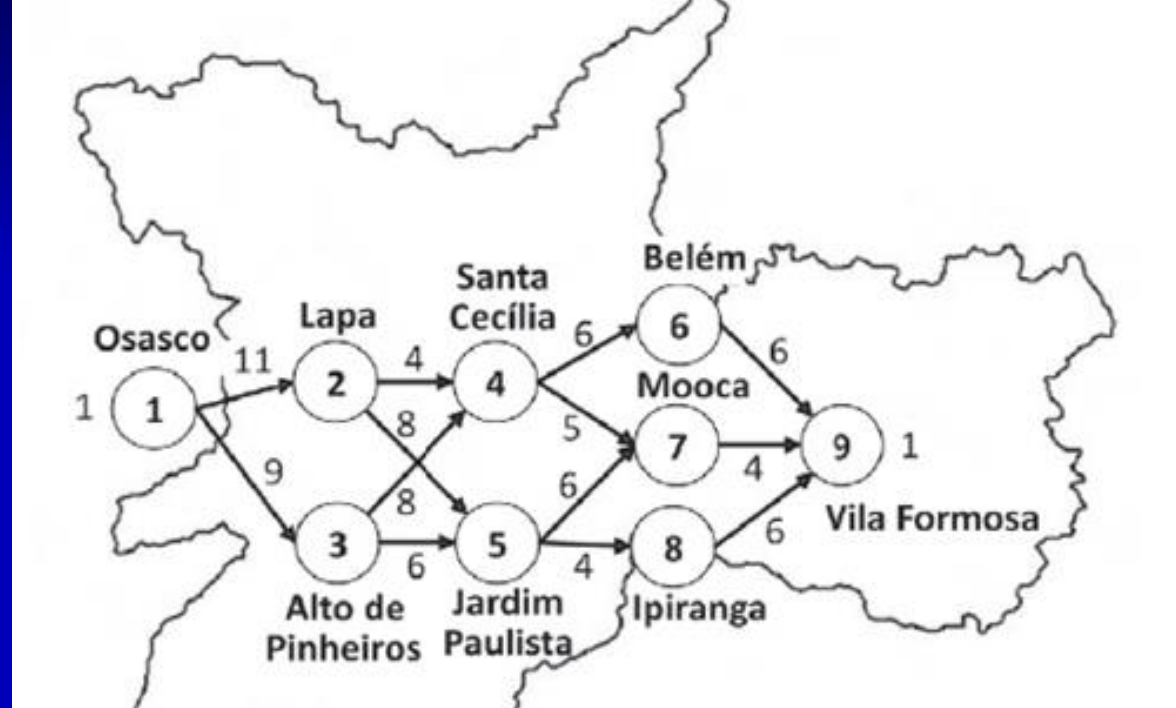 Belém
Santa
Cecília
6
6
6
Lapa
Osasco
11
4
Mooca
1
1
2
4
8
5
7
4
9
1
9
8
6
Vila Formosa
3
6
5
4
8
6
Alto de
Pinheiros
Jardim
Paulista
Ipiranga